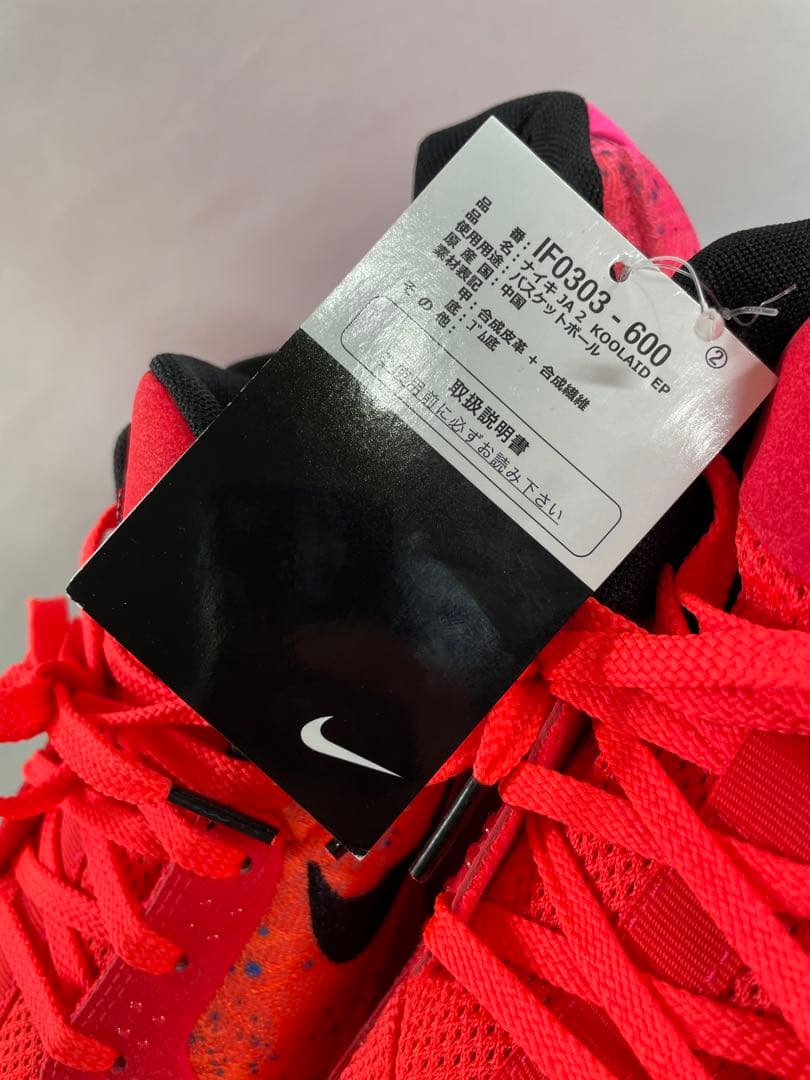 品　　番：IF0303-600
品　　名：ナイキ JA 2 KOOLAID EP
使用用途：バスケットボール
原 産 国：中国
素材表記
甲：合成皮革 + 合成繊維
底：ゴム底
そ の 他：
②
取扱説明書
ご使用前に必ずお読み下さい